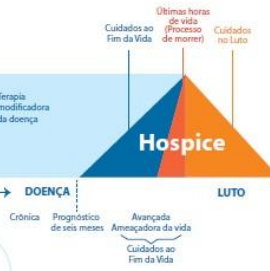 Últimas horas
de vida
(Processo
de morrer)
Cuidados ao
Fim da Vida
Cuidados
no Luto
Terapia
modificadora
da doença
Hospice
DOENÇA
LUTO
Crônica
Prognóstico
de seis meses
Avançada
Ameaçadora da vida
Cuidados ao
Fim da Vida